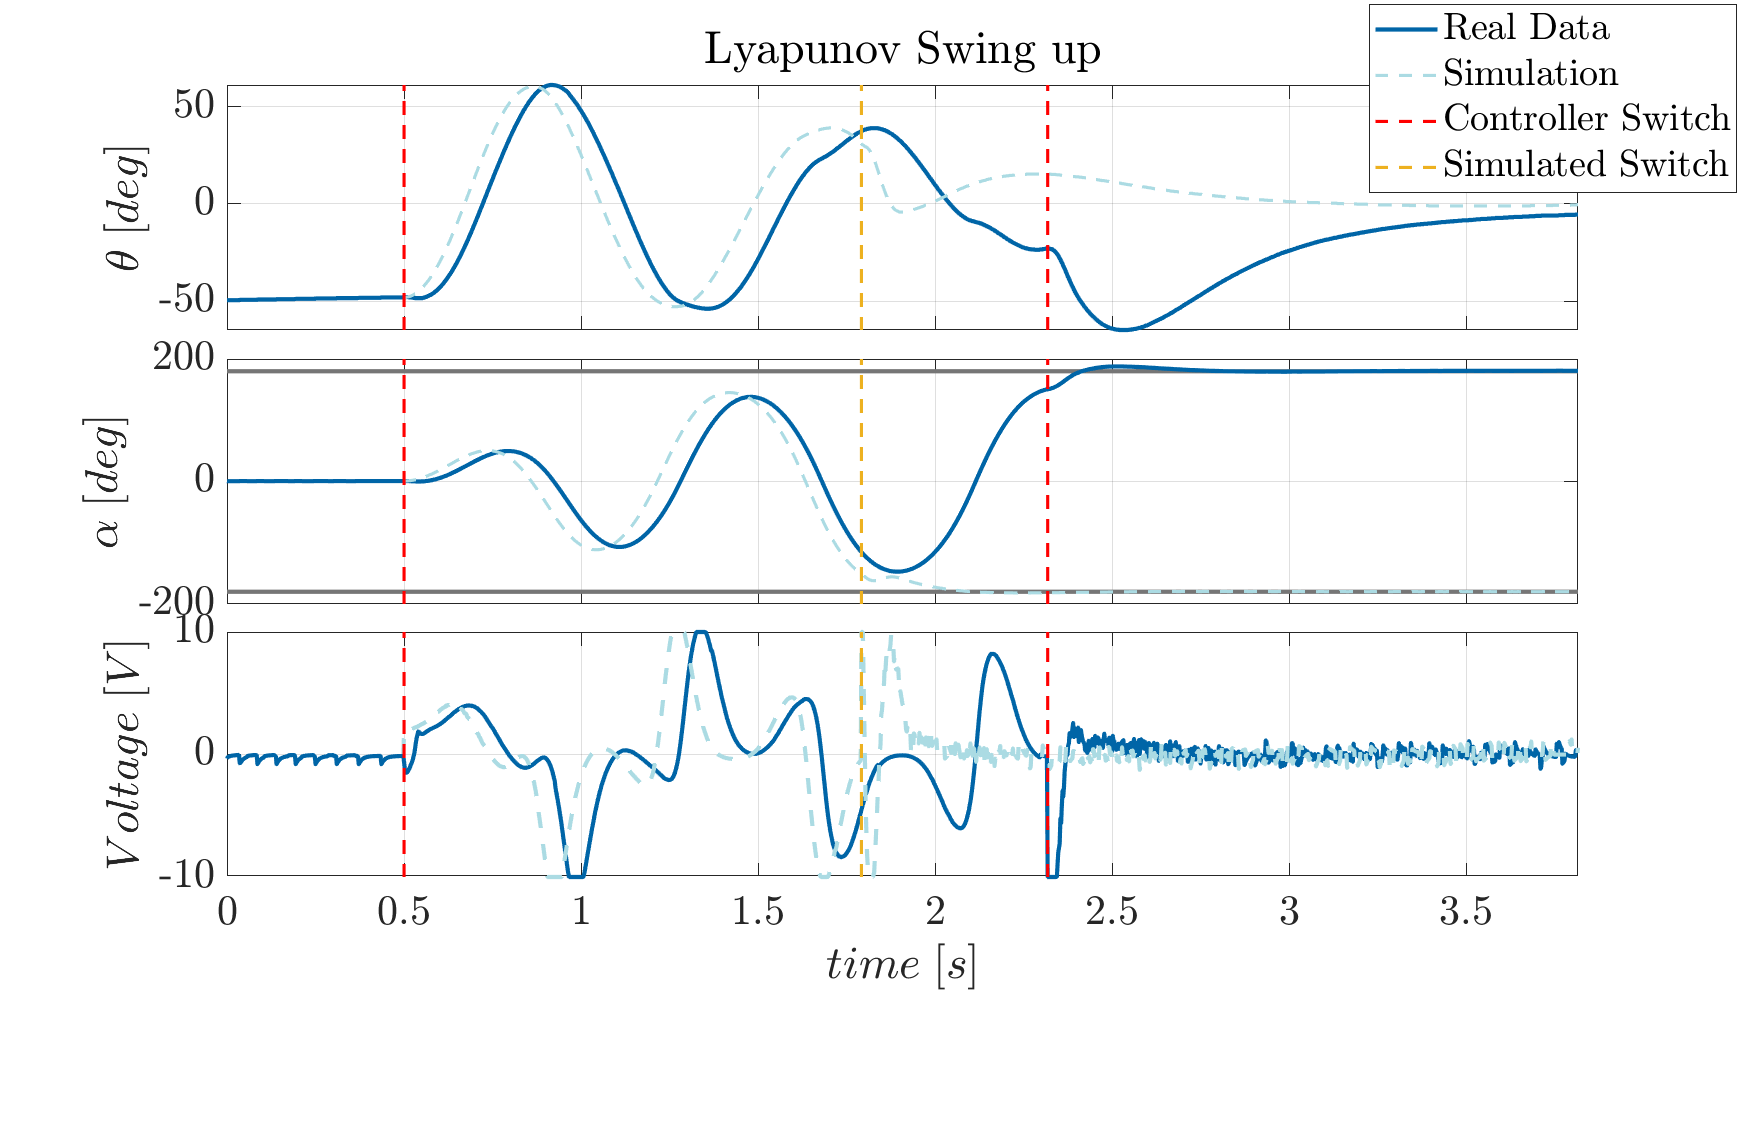 Lyapunov Swing up
Real Data
Simulation
Controller Switch
Simulated Switch
θ [deg]
50
0
-50
α [deg]
200
0
-200
Voltage [V]
10
0
-10
0 0.5 1 1.5 2 2.5 3 3.5
time [s]